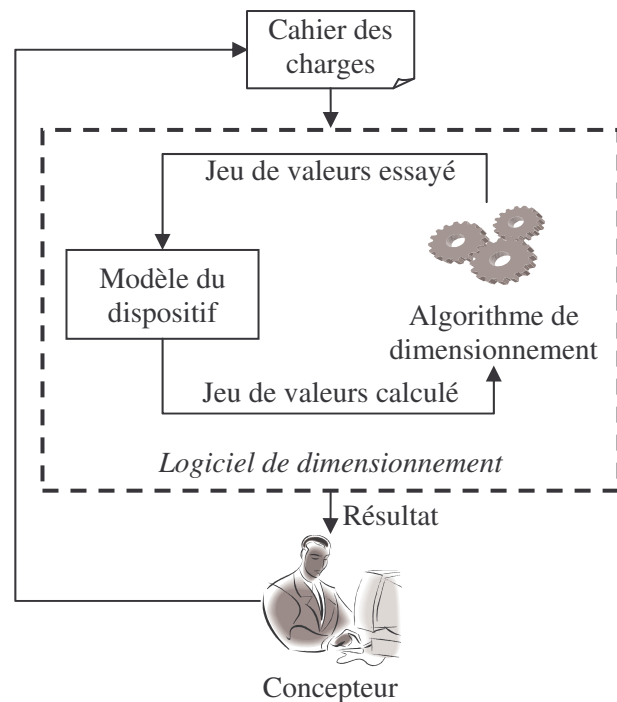 Cahier des
charges
Jeu de valeurs essayé
Modèle du
dispositif
Algorithme de
dimensionnement
Jeu de valeurs calculé
Logiciel de dimensionnement
Résultat
Concepteur